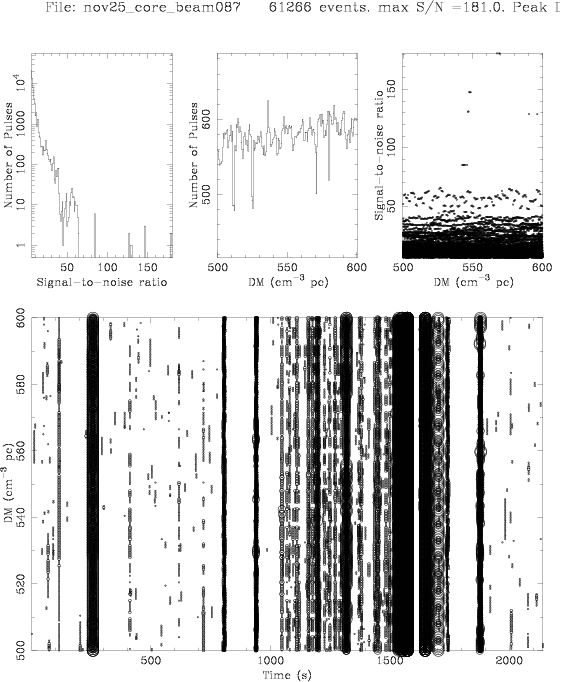 File: nov25_core_beam087 61266 events. max S/N =181.0. Peak
10⁴
1000
100
10
1
Number of Pulses
50 100 150
Signal-to-noise ratio
600
500
Number of Pulses
500 550 600
DM (cm⁻³ pc)
150
100
50
Signal-to-noise ratio
500 550 600
DM (cm⁻³ pc)
600
580
560
540
520
500
DM (cm⁻³ pc)
500 1000 1500 2000
Time (s)